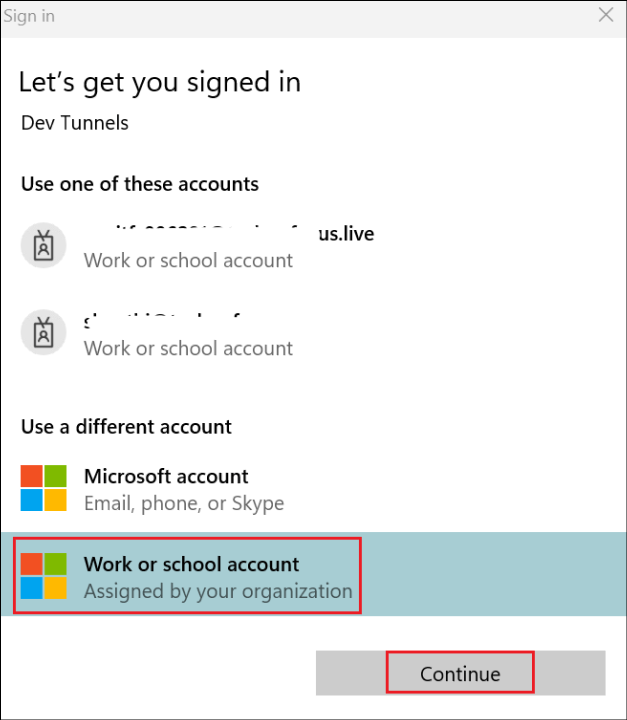 Sign in
Let's get you signed in
Dev Tunnels
Use one of these accounts
us.live
Work or school account
Work or school account
Use a different account
Microsoft account
Email, phone, or Skype
Work or school account
Assigned by your organization
Continue